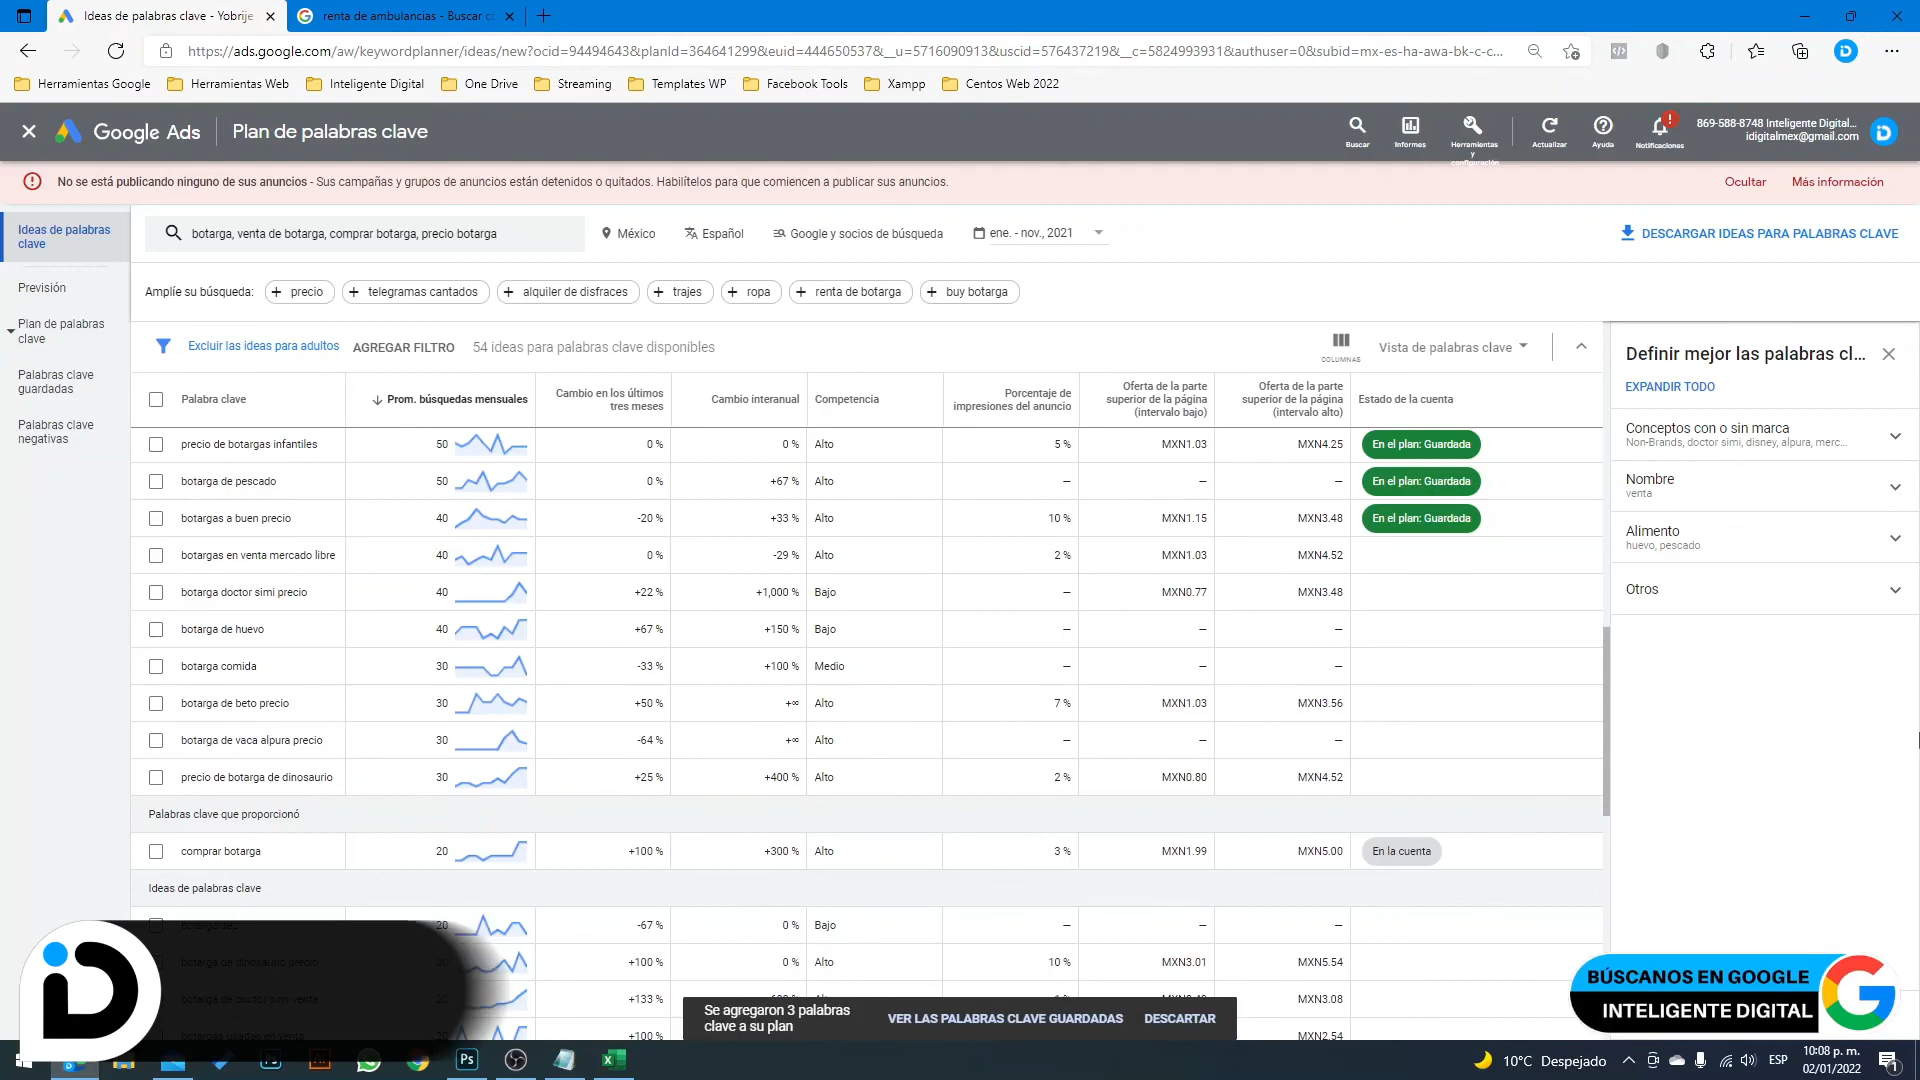 Ideas de palabras clave - Yobrije
renta de ambulancias - Buscar c
https://ads.google.com/aw/keywordplanner/ideas/new?ocid=94494643&planId=364641299&euid=444650537&__u=5716090913&uscid=576437219&__c=5824993931&authuser=0&subid=mx-es-ha-awa-bk-c-c...
Herramientas Google
Herramientas Web
Inteligente Digital
One Drive
Streaming
Templates WP
Facebook Tools
Xampp
Centos Web 2022
Google Ads
Plan de palabras clave
Buscar
Informes
Herramientas y configuración
Actualizar
Ayuda
Notificaciones
869-588-8748 Inteligente Digital...
idigitalmex@gmail.com
No se está publicando ninguno de sus anuncios - Sus campañas y grupos de anuncios están detenidos o quitados. Habilítelos para que comiencen a publicar sus anuncios.
Ocultar
Más información
Ideas de palabras clave
Previsión
Plan de palabras clave
Palabras clave guardadas
Palabras clave negativas
botarga, venta de botarga, comprar botarga, precio botarga
México
Español
Google y socios de búsqueda
ene. - nov., 2021
DESCARGAR IDEAS PARA PALABRAS CLAVE
Amplíe su búsqueda:
+ precio
+ telegramas cantados
+ alquiler de disfraces
+ trajes
+ ropa
+ renta de botarga
+ buy botarga
Excluir las ideas para adultos
AGREGAR FILTRO
54 ideas para palabras clave disponibles
COLUMNAS
Vista de palabras clave
Palabra clave
Prom. búsquedas mensuales
Cambio en los últimos tres meses
Cambio interanual
Competencia
Porcentaje de impresiones del anuncio
Oferta de la parte superior de la página (intervalo bajo)
Oferta de la parte superior de la página (intervalo alto)
Estado de la cuenta
precio de botargas infantiles 50 0 % 0 % Alto 5 % MXN1.03 MXN4.25 En el plan: Guardada
botarga de pescado 50 0 % +67 % Alto – – – En el plan: Guardada
botargas a buen precio 40 -20 % +33 % Alto 10 % MXN1.15 MXN3.48 En el plan: Guardada
botargas en venta mercado libre 40 0 % -29 % Alto 2 % MXN1.03 MXN4.52
botarga doctor simi precio 40 +22 % +1,000 % Bajo – MXN0.77 MXN3.48
botarga de huevo 40 +67 % +150 % Bajo – – –
botarga comida 30 -33 % +100 % Medio – – –
botarga de beto precio 30 +50 % +∞ Alto 7 % MXN1.03 MXN3.56
botarga de vaca alpura precio 30 -64 % +∞ Alto – – –
precio de botarga de dinosaurio 30 +25 % +400 % Alto 2 % MXN0.80 MXN4.52
Palabras clave que proporcionó
comprar botarga 20 +100 % +300 % Alto 3 % MXN1.99 MXN5.00 En la cuenta
Ideas de palabras clave
20 -67 % 0 % Bajo – – –
botarga de dinosaurio precio 20 +100 % 0 % Alto 10 % MXN3.01 MXN5.54
botarga de doctor simi venta 20 +133 % MXN3.08
botargas usadas en venta 20 +100 % MXN2.54
Definir mejor las palabras cl...
EXPANDIR TODO
Conceptos con o sin marca
Non-Brands, doctor simi, disney, alpura, merc...
Nombre
venta
Alimento
huevo, pescado
Otros
Se agregaron 3 palabras clave a su plan
VER LAS PALABRAS CLAVE GUARDADAS
DESCARTAR
BÚSCANOS EN GOOGLE
INTELIGENTE DIGITAL
Ps
10°C Despejado
ESP
10:08 p. m.
02/01/2022
1